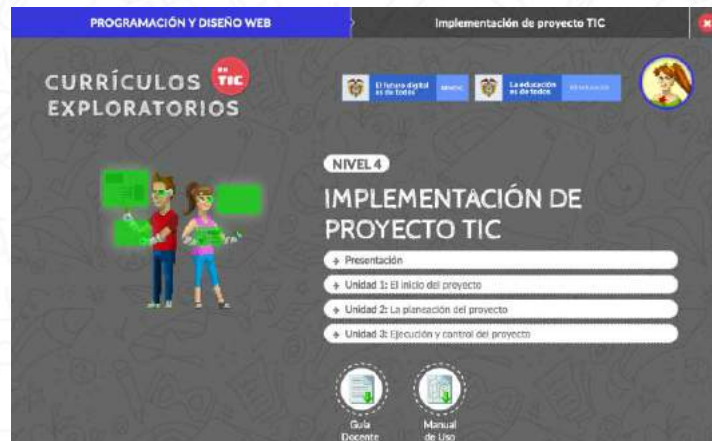 PROGRAMACIÓN Y DISEÑO WEB
Implementación de proyecto TIC
CURRÍCULOS EN TIC
EXPLORATORIOS
El futuro digital
es de todos
MINTIC
La educación
es de todos
NIVEL 4
IMPLEMENTACIÓN DE
PROYECTO TIC
+ Presentación
+ Unidad 1: El inicio del proyecto
+ Unidad 2: La planeación del proyecto
+ Unidad 3: Ejecución y control del proyecto
Guía
Docente
Manual
de Uso